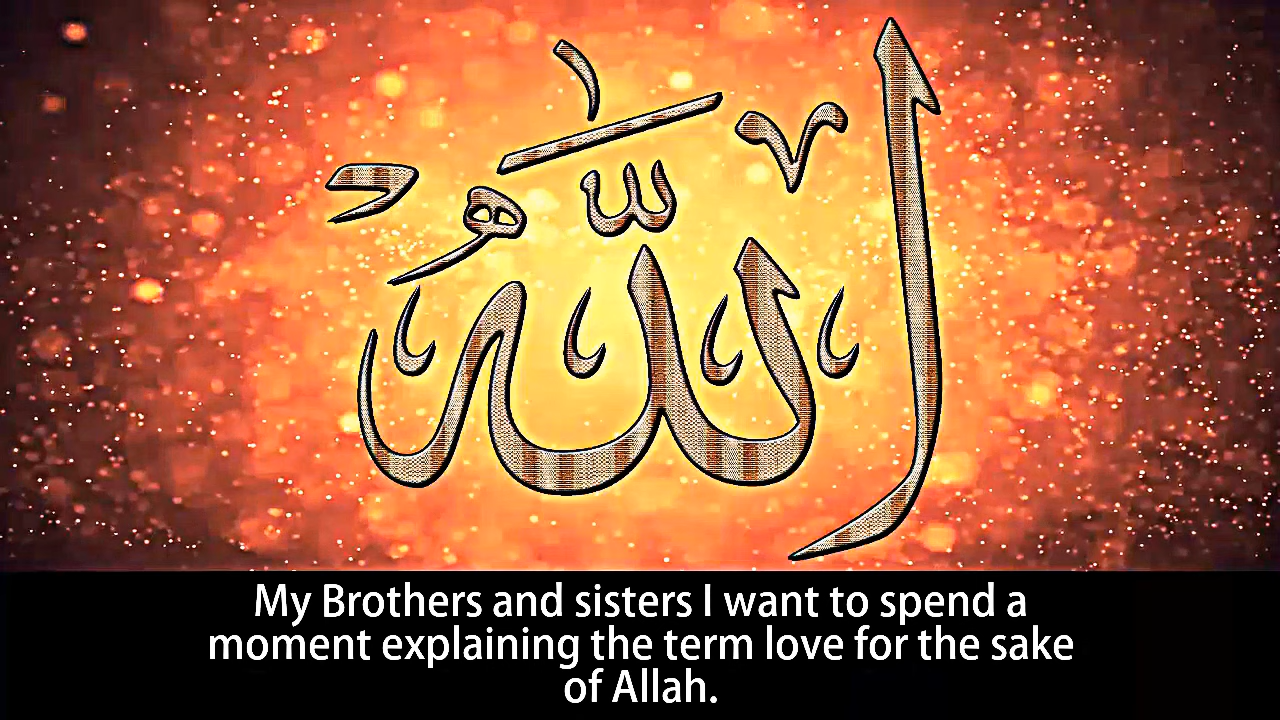 الله
My Brothers and sisters I want to spend a
moment explaining the term love for the sake
of Allah.